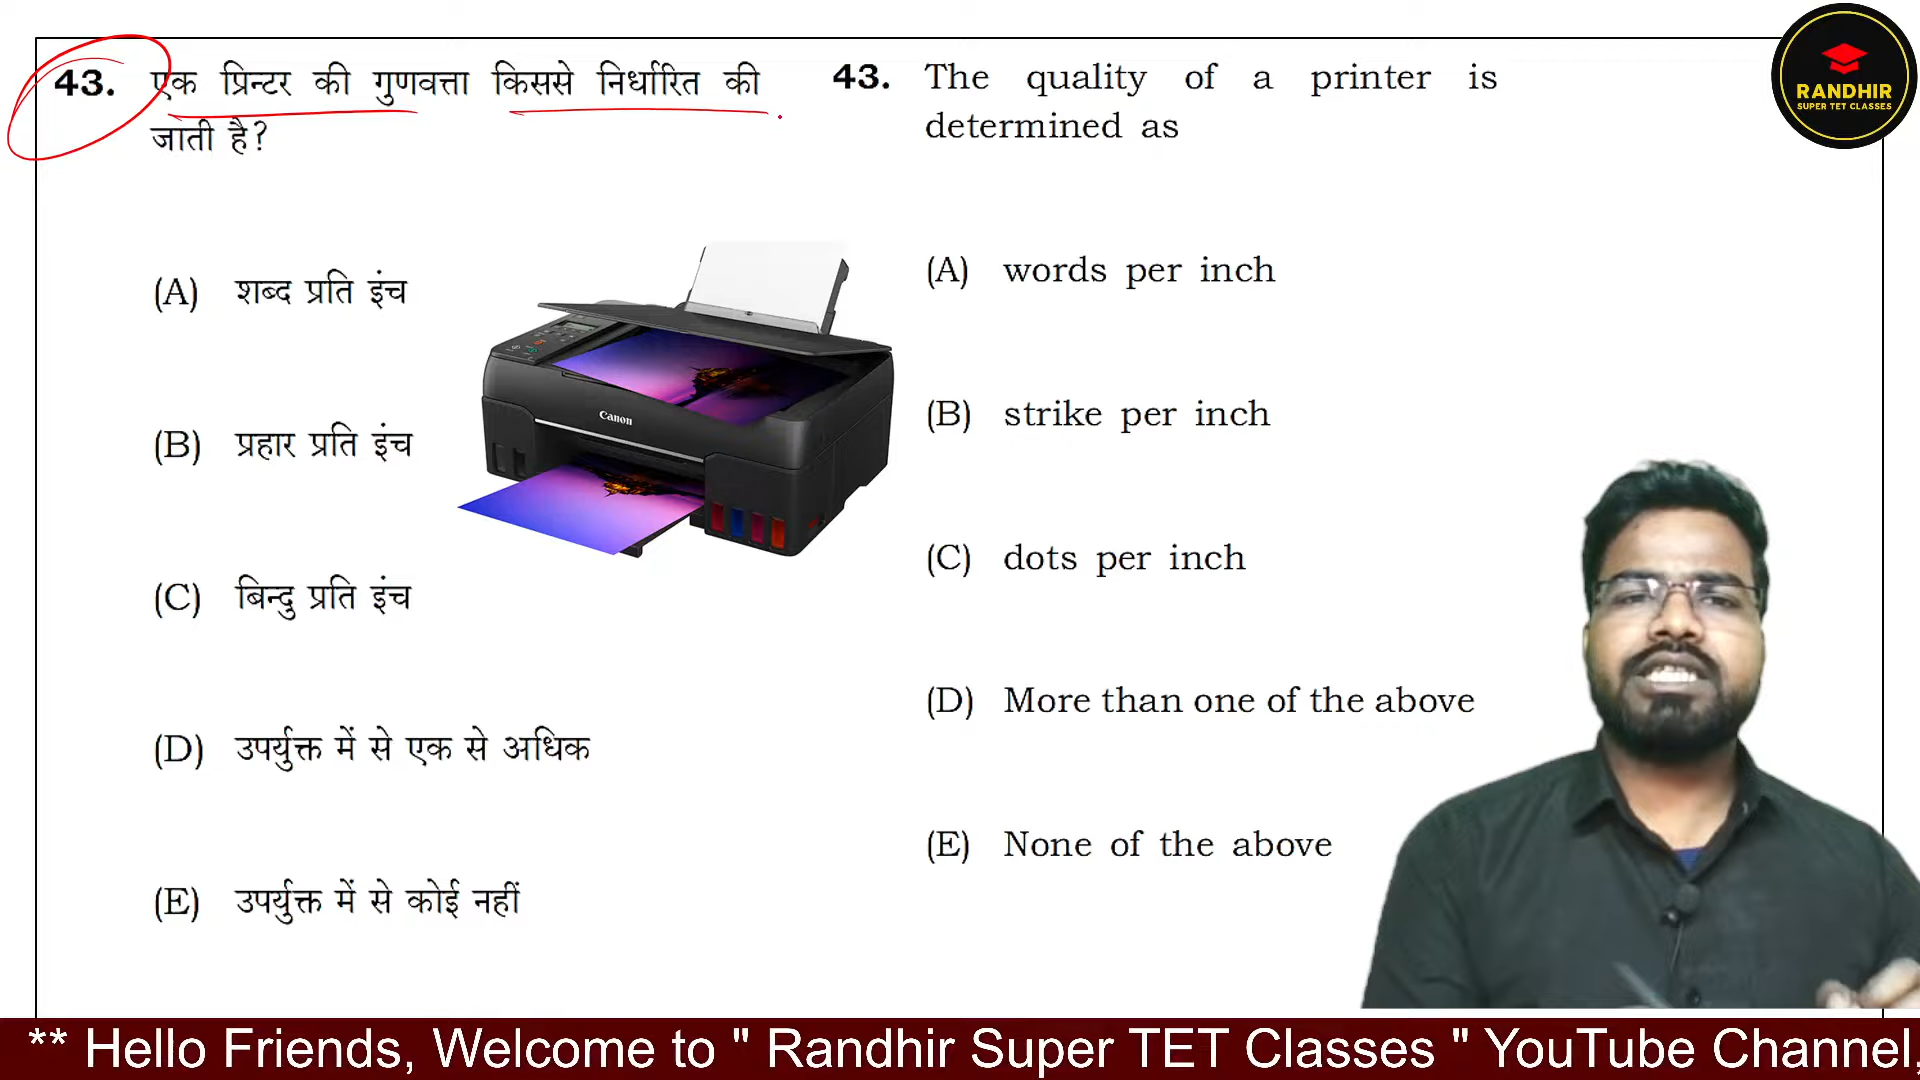 43. एक प्रिन्टर की गुणवत्ता किससे निर्धारित की
जाती है?
(A) शब्द प्रति इंच
(B) प्रहार प्रति इंच
(C) बिन्दु प्रति इंच
(D) उपर्युक्त में से एक से अधिक
(E) उपर्युक्त में से कोई नहीं
Canon
43. The quality of a printer is
determined as
(A) words per inch
(B) strike per inch
(C) dots per inch
(D) More than one of the above
(E) None of the above
RANDHIR
SUPER TET CLASSES
** Hello Friends, Welcome to " Randhir Super TET Classes " YouTube Channel,